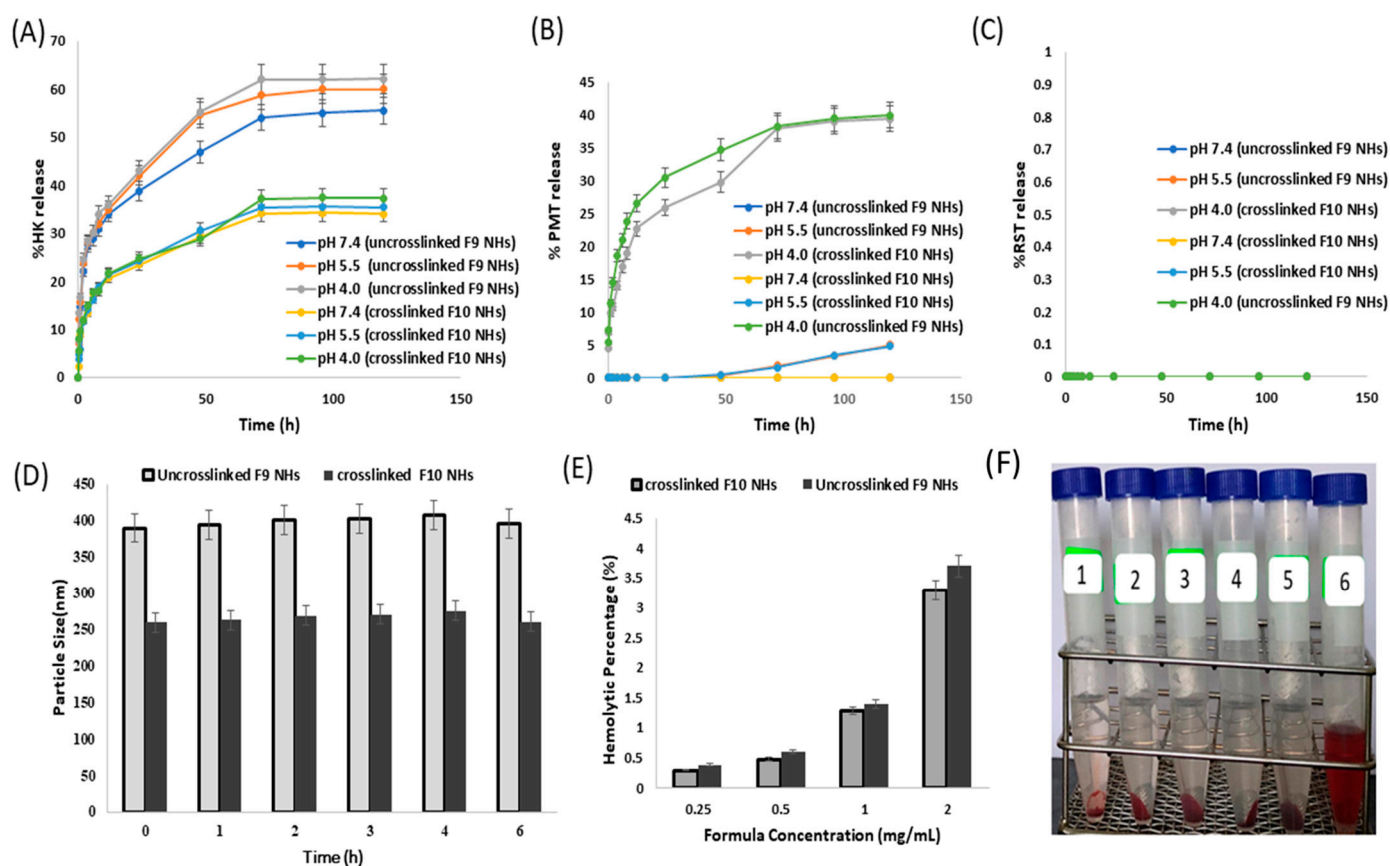 (A)
%HK release
70
60
50
40
30
20
10
0
0
50
100
150
Time (h)
pH 7.4 (uncrosslinked F9 NHs)
pH 5.5 (uncrosslinked F9 NHs)
pH 4.0 (uncrosslinked F9 NHs)
pH 7.4 (crosslinked F10 NHs)
pH 5.5 (crosslinked F10 NHs)
pH 4.0 (crosslinked F10 NHs)
(B)
% PMT release
45
40
35
30
25
20
15
10
5
0
0
50
100
150
Time (h)
pH 7.4 (uncrosslinked F9 NHs)
pH 5.5 (uncrosslinked F9 NHs)
pH 4.0 (crosslinked F10 NHs)
pH 7.4 (crosslinked F10 NHs)
pH 5.5 (crosslinked F10 NHs)
pH 4.0 (uncrosslinked F9 NHs)
(C)
%RST release
1
0.9
0.8
0.7
0.6
0.5
0.4
0.3
0.2
0.1
0
0
50
100
150
Time (h)
pH 7.4 (uncrosslinked F9 NHs)
pH 5.5 (uncrosslinked F9 NHs)
pH 4.0 (crosslinked F10 NHs)
pH 7.4 (crosslinked F10 NHs)
pH 5.5 (crosslinked F10 NHs)
pH 4.0 (uncrosslinked F9 NHs)
(D)
Uncrosslinked F9 NHs
crosslinked F10 NHs
Particle Size(nm)
450
400
350
300
250
200
150
100
50
0
0
1
2
3
4
6
Time (h)
(E)
crosslinked F10 NHs
Uncrosslinked F9 NHs
Hemolytic Percentage (%)
4.5
4
3.5
3
2.5
2
1.5
1
0.5
0
0.25
0.5
1
2
Formula Concentration (mg/mL)
(F)
1
2
3
4
5
6